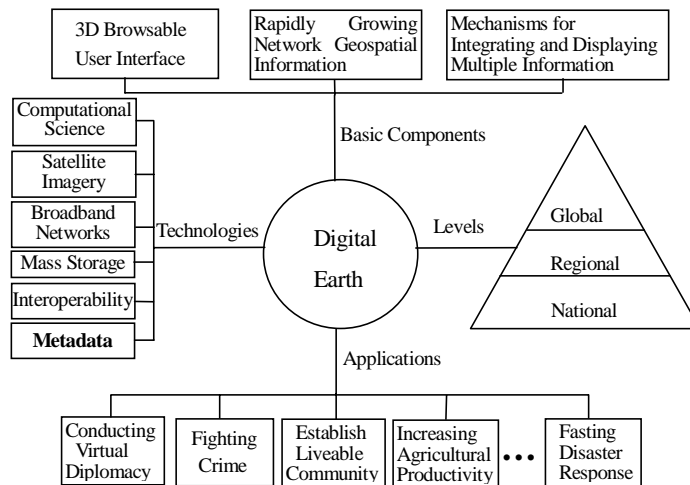 3D Browsable
User Interface
Rapidly Growing
Network Geospatial
Information
Mechanisms for
Integrating and Displaying
Multiple Information
Basic Components
Computational
Science
Satellite
Imagery
Broadband
Networks
Mass Storage
Interoperability
Metadata
Technologies
Digital
Earth
Levels
Global
Regional
National
Applications
Conducting
Virtual
Diplomacy
Fighting
Crime
Establish
Liveable
Community
Increasing
Agricultural
Productivity
•••
Fasting
Disaster
Response